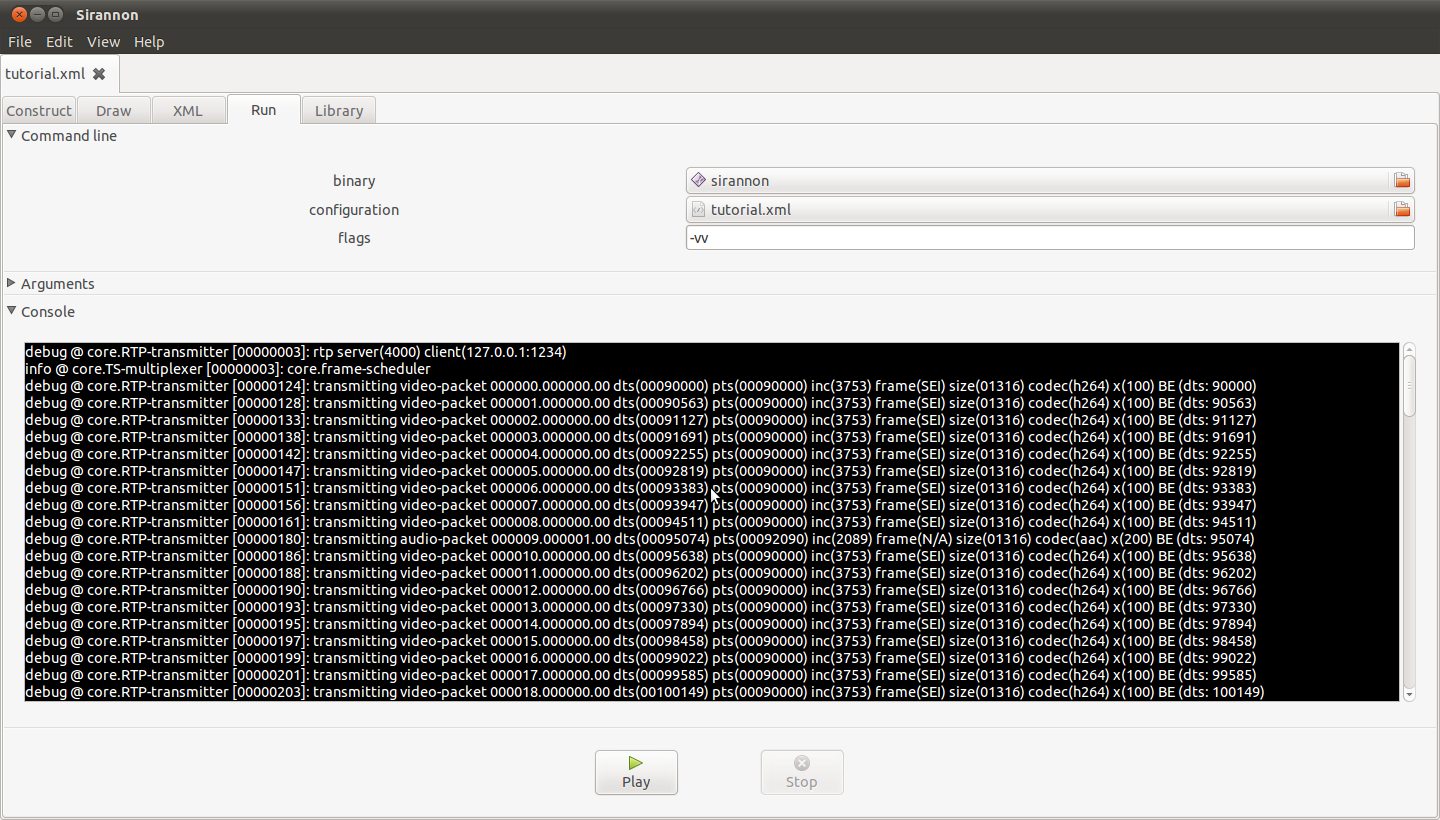 Sirannon
File Edit View Help
tutorial.xml
Construct Draw XML Run Library
Command line
binary sirannon
configuration tutorial.xml
flags -vv
Arguments
Console
debug @ core.RTP-transmitter [00000003]: rtp server(4000) client(127.0.0.1:1234)
info @ core.TS-multiplexer [00000003]: core.frame-scheduler
debug @ core.RTP-transmitter [00000124]: transmitting video-packet 000000.000000.00 dts(00090000) pts(00090000) inc(3753) frame(SEI) size(01316) codec(h264) x(100) BE (dts: 90000)
debug @ core.RTP-transmitter [00000128]: transmitting video-packet 000001.000000.00 dts(00090563) pts(00090000) inc(3753) frame(SEI) size(01316) codec(h264) x(100) BE (dts: 90563)
debug @ core.RTP-transmitter [00000133]: transmitting video-packet 000002.000000.00 dts(00091127) pts(00090000) inc(3753) frame(SEI) size(01316) codec(h264) x(100) BE (dts: 91127)
debug @ core.RTP-transmitter [00000138]: transmitting video-packet 000003.000000.00 dts(00091691) pts(00090000) inc(3753) frame(SEI) size(01316) codec(h264) x(100) BE (dts: 91691)
debug @ core.RTP-transmitter [00000142]: transmitting video-packet 000004.000000.00 dts(00092255) pts(00090000) inc(3753) frame(SEI) size(01316) codec(h264) x(100) BE (dts: 92255)
debug @ core.RTP-transmitter [00000147]: transmitting video-packet 000005.000000.00 dts(00092819) pts(00090000) inc(3753) frame(SEI) size(01316) codec(h264) x(100) BE (dts: 92819)
debug @ core.RTP-transmitter [00000151]: transmitting video-packet 000006.000000.00 dts(00093383) pts(00090000) inc(3753) frame(SEI) size(01316) codec(h264) x(100) BE (dts: 93383)
debug @ core.RTP-transmitter [00000156]: transmitting video-packet 000007.000000.00 dts(00093947) pts(00090000) inc(3753) frame(SEI) size(01316) codec(h264) x(100) BE (dts: 93947)
debug @ core.RTP-transmitter [00000161]: transmitting video-packet 000008.000000.00 dts(00094511) pts(00090000) inc(3753) frame(SEI) size(01316) codec(h264) x(100) BE (dts: 94511)
debug @ core.RTP-transmitter [00000180]: transmitting audio-packet 000009.000001.00 dts(00095074) pts(00092090) inc(2089) frame(N/A) size(01316) codec(aac) x(200) BE (dts: 95074)
debug @ core.RTP-transmitter [00000186]: transmitting video-packet 000010.000000.00 dts(00095638) pts(00090000) inc(3753) frame(SEI) size(01316) codec(h264) x(100) BE (dts: 95638)
debug @ core.RTP-transmitter [00000188]: transmitting video-packet 000011.000000.00 dts(00096202) pts(00090000) inc(3753) frame(SEI) size(01316) codec(h264) x(100) BE (dts: 96202)
debug @ core.RTP-transmitter [00000190]: transmitting video-packet 000012.000000.00 dts(00096766) pts(00090000) inc(3753) frame(SEI) size(01316) codec(h264) x(100) BE (dts: 96766)
debug @ core.RTP-transmitter [00000193]: transmitting video-packet 000013.000000.00 dts(00097330) pts(00090000) inc(3753) frame(SEI) size(01316) codec(h264) x(100) BE (dts: 97330)
debug @ core.RTP-transmitter [00000195]: transmitting video-packet 000014.000000.00 dts(00097894) pts(00090000) inc(3753) frame(SEI) size(01316) codec(h264) x(100) BE (dts: 97894)
debug @ core.RTP-transmitter [00000197]: transmitting video-packet 000015.000000.00 dts(00098458) pts(00090000) inc(3753) frame(SEI) size(01316) codec(h264) x(100) BE (dts: 98458)
debug @ core.RTP-transmitter [00000199]: transmitting video-packet 000016.000000.00 dts(00099022) pts(00090000) inc(3753) frame(SEI) size(01316) codec(h264) x(100) BE (dts: 99022)
debug @ core.RTP-transmitter [00000201]: transmitting video-packet 000017.000000.00 dts(00099585) pts(00090000) inc(3753) frame(SEI) size(01316) codec(h264) x(100) BE (dts: 99585)
debug @ core.RTP-transmitter [00000203]: transmitting video-packet 000018.000000.00 dts(00100149) pts(00090000) inc(3753) frame(SEI) size(01316) codec(h264) x(100) BE (dts: 100149)
Play Stop